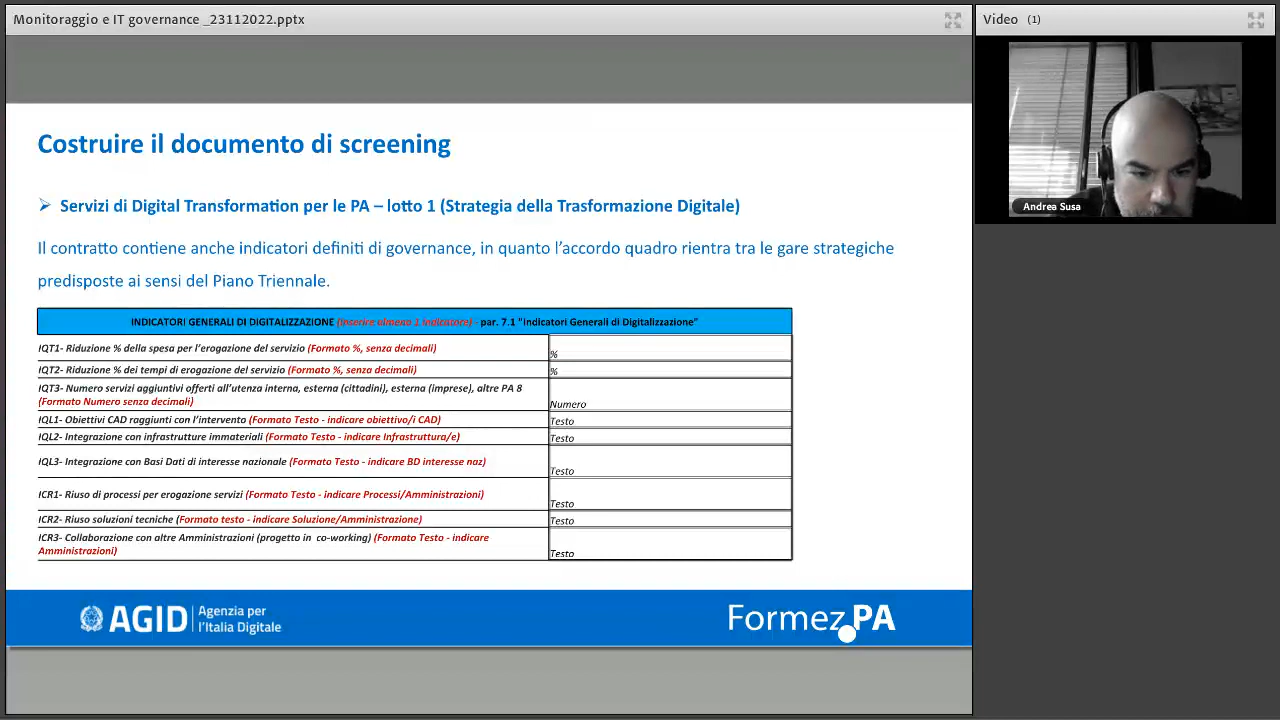 Monitoraggio e IT governance _23112022.pptx
Video (1)
Andrea Susa
Costruire il documento di screening
Servizi di Digital Transformation per le PA – lotto 1 (Strategia della Trasformazione Digitale)
Il contratto contiene anche indicatori definiti di governance, in quanto l'accordo quadro rientra tra le gare strategiche
predisposte ai sensi del Piano Triennale.
INDICATORI GENERALI DI DIGITALIZZAZIONE (inserire almeno 1 indicatore) - par. 7.1 "Indicatori Generali di Digitalizzazione"
IQT1- Riduzione % della spesa per l'erogazione del servizio (Formato %, senza decimali)
%
IQT2- Riduzione % dei tempi di erogazione del servizio (Formato %, senza decimali)
%
IQT3- Numero servizi aggiuntivi offerti all'utenza interna, esterna (cittadini), esterna (imprese), altre PA 8
(Formato Numero senza decimali)
Numero
IQL1- Obiettivi CAD raggiunti con l'intervento (Formato Testo - indicare obiettivo/i CAD)
Testo
IQL2- Integrazione con infrastrutture immateriali (Formato Testo - indicare Infrastruttura/e)
Testo
IQL3- Integrazione con Basi Dati di interesse nazionale (Formato Testo - indicare BD interesse naz)
Testo
ICR1- Riuso di processi per erogazione servizi (Formato Testo - indicare Processi/Amministrazioni)
Testo
ICR2- Riuso soluzioni tecniche (Formato testo - indicare Soluzione/Amministrazione)
Testo
ICR3- Collaborazione con altre Amministrazioni (progetto in co-working) (Formato Testo - indicare
Amministrazioni)
Testo
AGID
Agenzia per
l'Italia Digitale
Formez PA